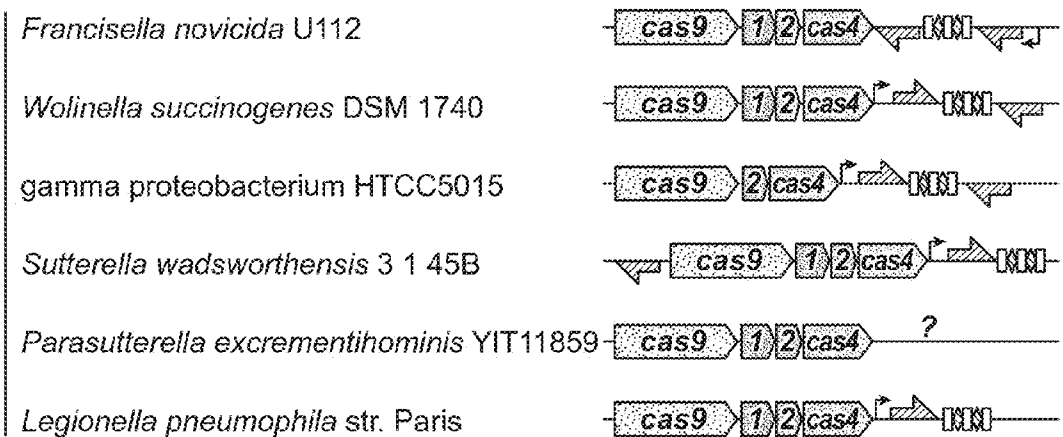 Francisella novicida U112 cas9 1 2 cas4
Wolinella succinogenes DSM 1740 cas9 1 2 cas4
gamma proteobacterium HTCC5015 cas9 2 cas4
Sutterella wadsworthensis 3 1 45B cas9 1 2 cas4
Parasutterella excrementihominis YIT11859 cas9 1 2 cas4 ?
Legionella pneumophila str. Paris cas9 1 2 cas4